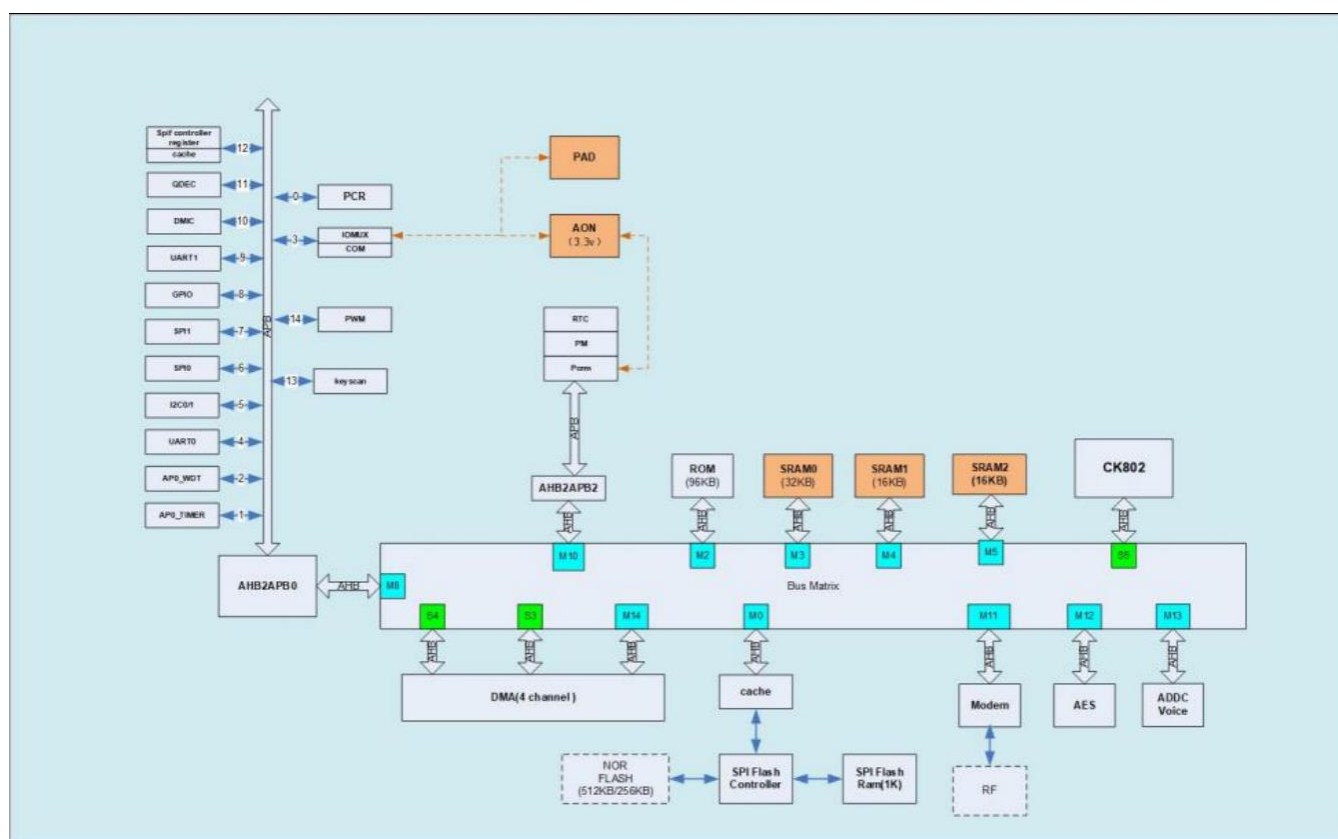 Spif controller
register
cache
12
QDEC
11
DMIC
10
UART1
9
GPIO
8
SPI1
7
SPI0
6
I2C0/1
5
UART0
4
AP0_WDT
2
AP0_TIMER
1
APB
0
PCR
3
IOMUX
COM
14
PWM
13
keyscan
PAD
AON
(3.3v)
RTC
PM
Pcrm
APB
AHB2APB2
AHB
ROM
(96KB)
AHB
SRAM0
(32KB)
AHB
SRAM1
(16KB)
AHB
SRAM2
(16KB)
AHB
CK802
AHB
M10
M2
M3
M4
M5
S5
AHB2APB0
AHB
M8
Bus Matrix
S4
S3
M14
M0
M11
M12
M13
AHB
AHB
AHB
AHB
AHB
AHB
AHB
DMA(4 channel )
cache
Modem
AES
ADDC
Voice
NOR
FLASH
(512KB/256KB)
SPI Flash
Controller
SPI Flash
Ram(1K)
RF